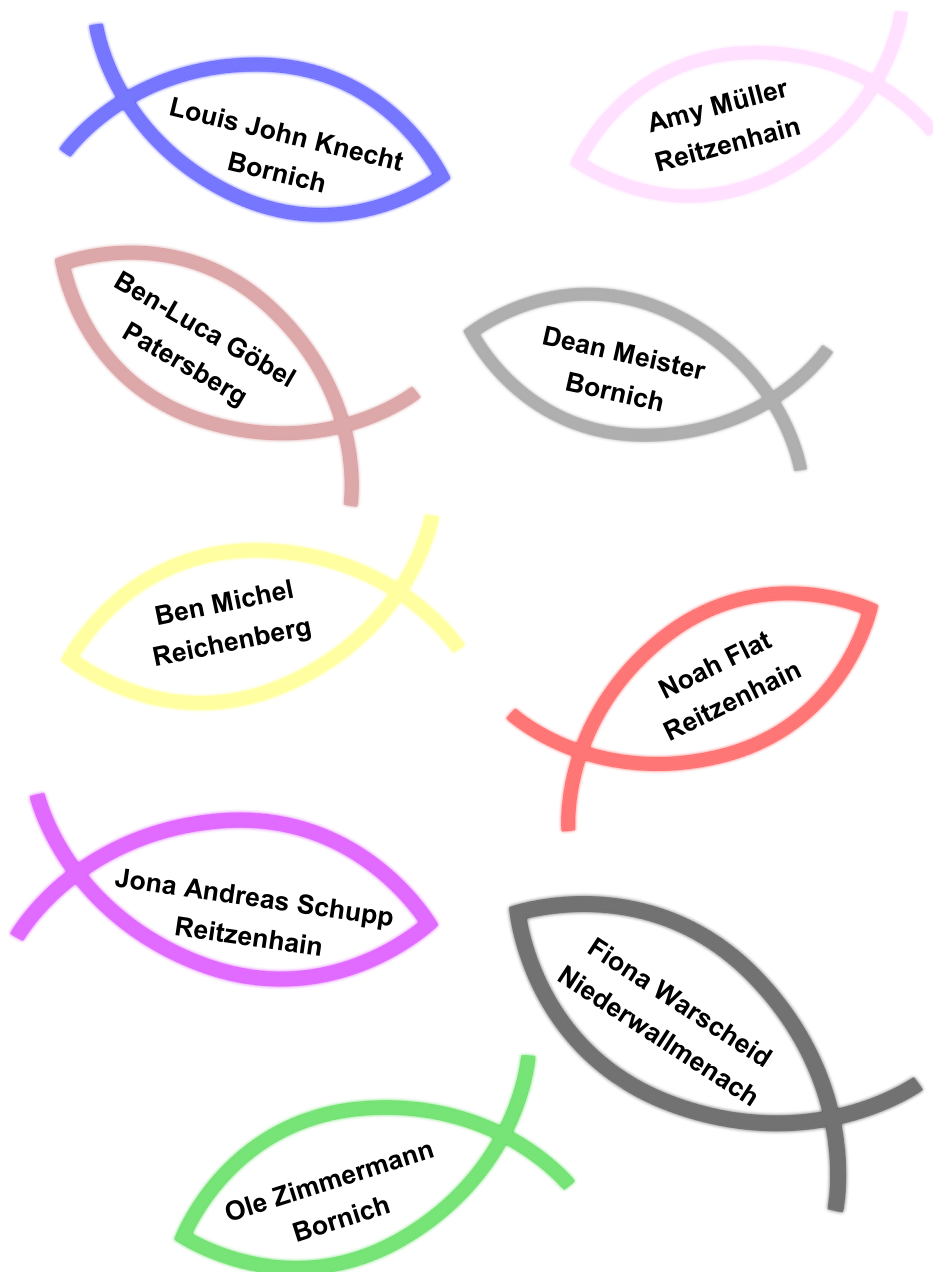 Louis John Knecht
Bornich
Amy Müller
Reitzenhain
Ben-Luca Göbel
Patersberg
Dean Meister
Bornich
Ben Michel
Reichenberg
Noah Flat
Reitzenhain
Jona Andreas Schupp
Reitzenhain
Fiona Warscheid
Niederwallmenach
Ole Zimmermann
Bornich